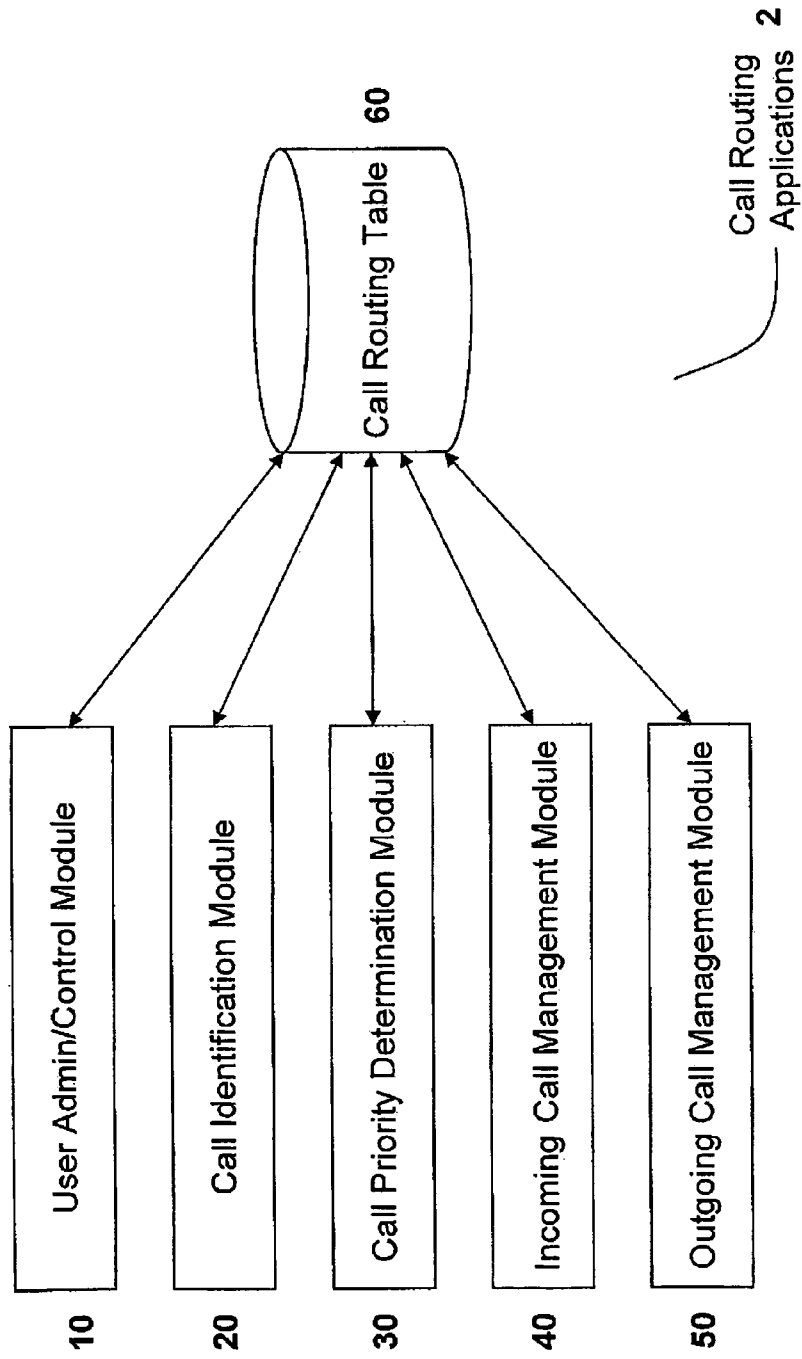 10
User Admin/Control Module
20
Call Identification Module
30
Call Priority Determination Module
40
Incoming Call Management Module
50
Outgoing Call Management Module
Call Routing Table
60
Call Routing
Applications 2